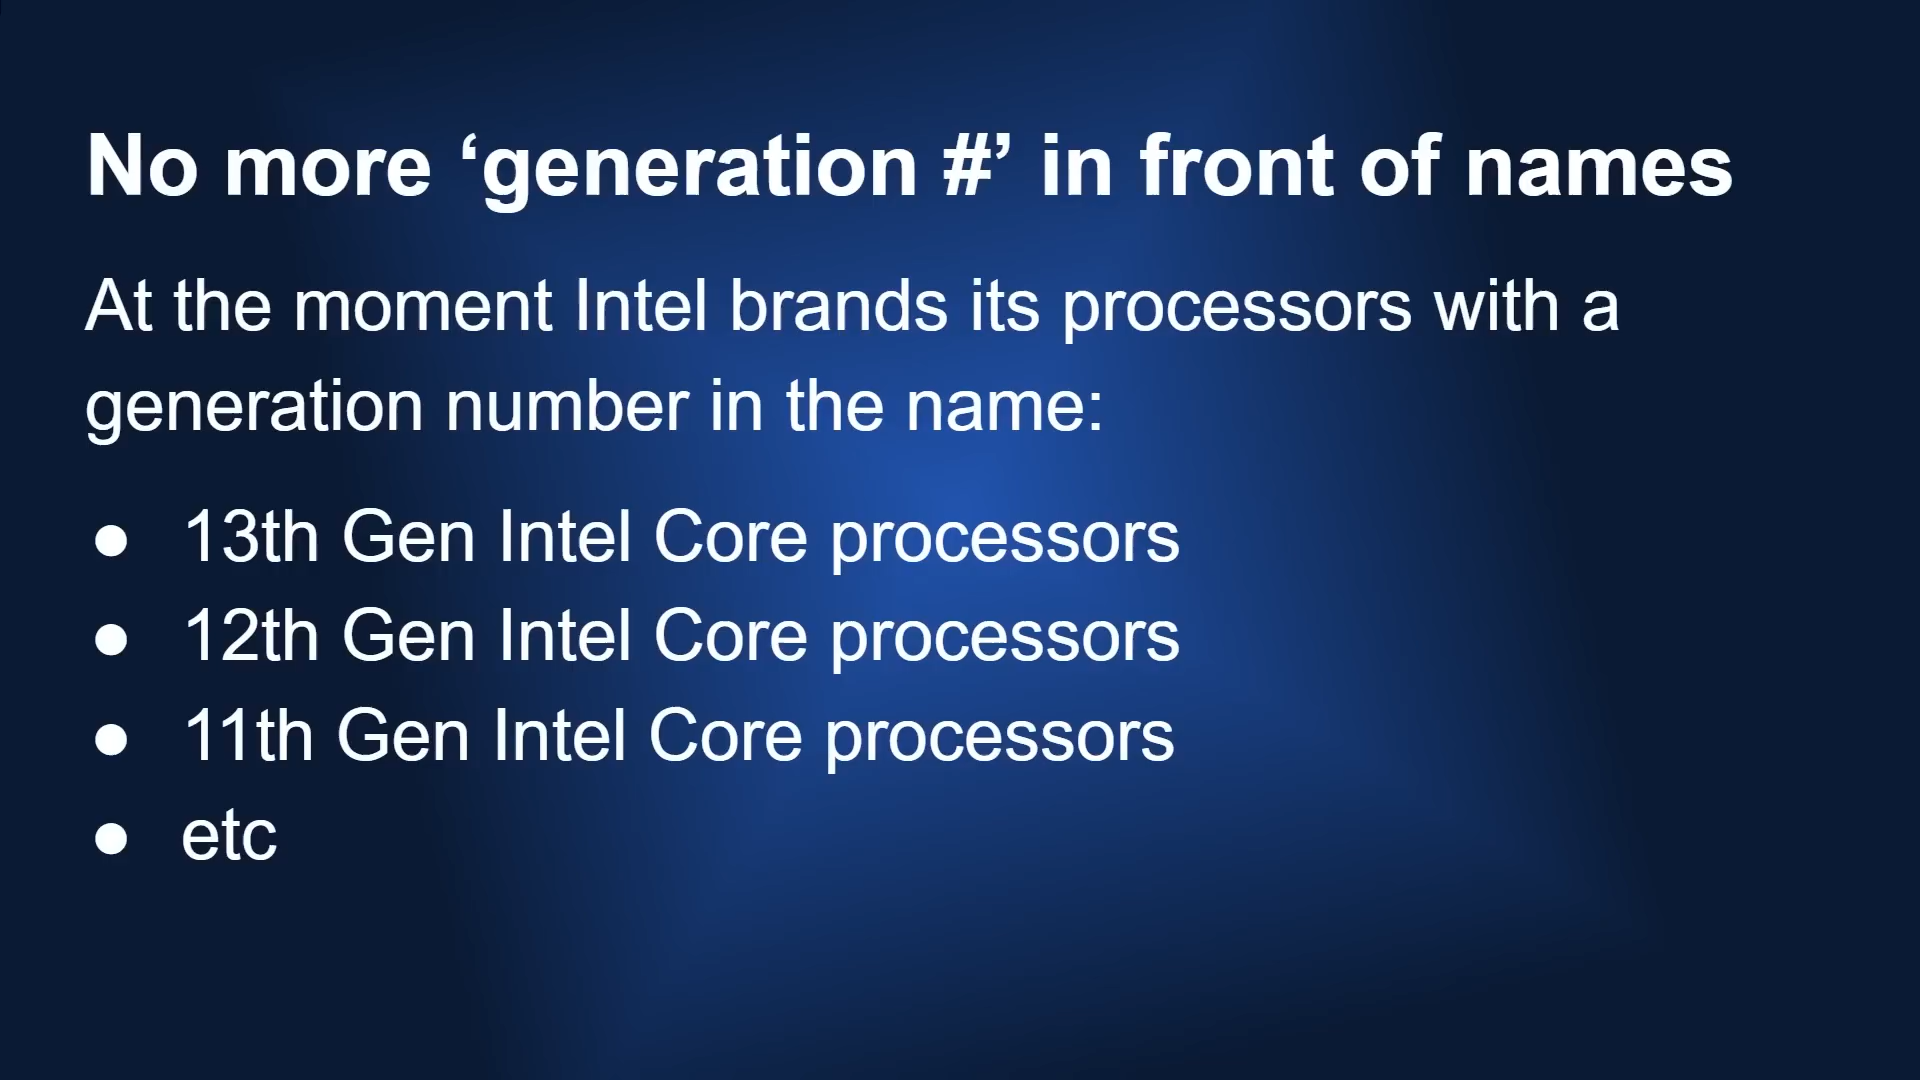 No more ‘generation #’ in front of names
At the moment Intel brands its processors with a
generation number in the name:
● 13th Gen Intel Core processors
● 12th Gen Intel Core processors
● 11th Gen Intel Core processors
● etc